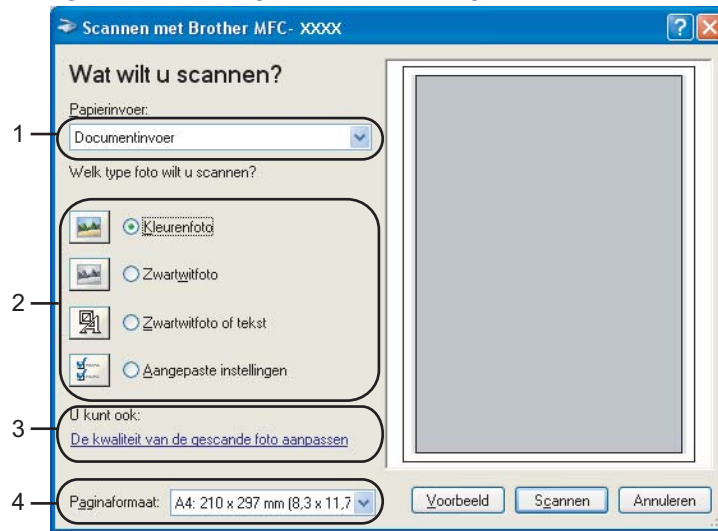 Scannen met Brother MFC- XXXX
Wat wilt u scannen?
Papierinvoer:
1
Documentinvoer
Welk type foto wilt u scannen?
Kleurenfoto
Zwartwitfoto
2
Zwartwitfoto of tekst
Aangepaste instellingen
3
U kunt ook:
De kwaliteit van de gescande foto aanpassen
4
Paginaformaat: A4: 210 x 297 mm (8,3 x 11,7
Voorbeeld Scannen Annuleren